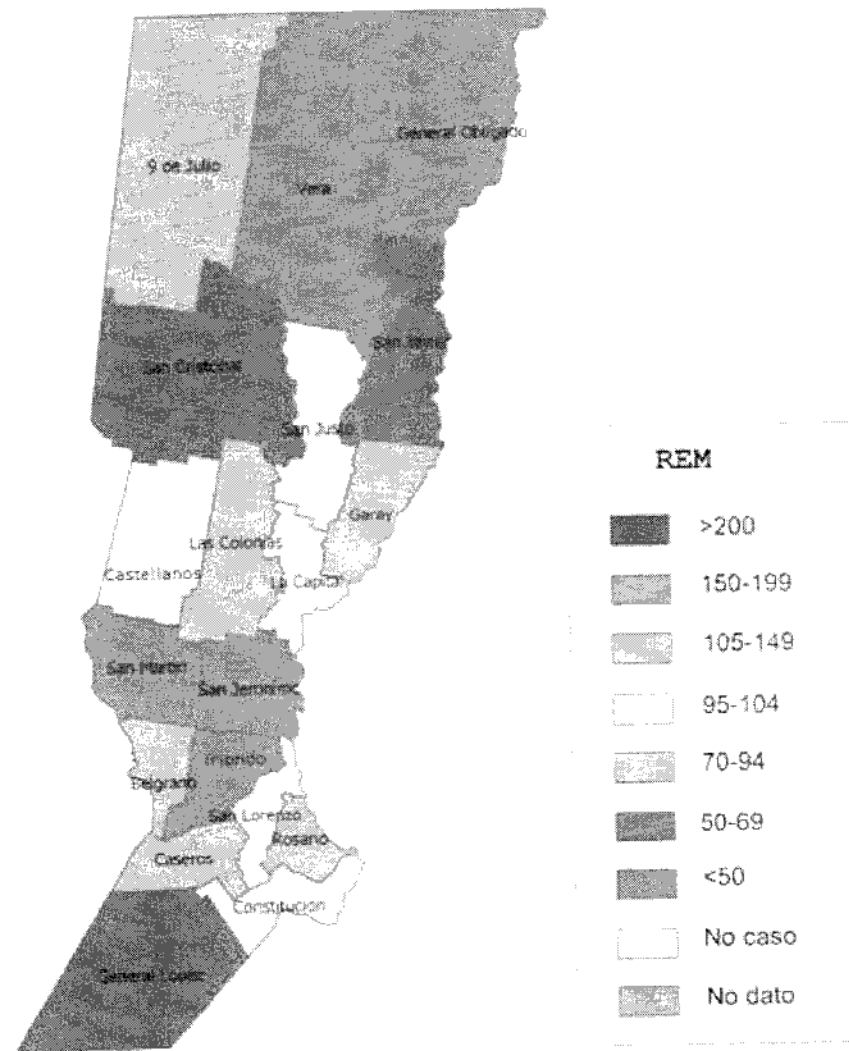 General Obligado
9 de Julio
Vera
San Cristobal
San Javier
San Justo
Garay
Las Colonias
Castellanos
La Capital
San Martin
San Jeronimo
Iriondo
Belgrano
San Lorenzo
Rosario
Caseros
Constitucion
General Lopez
REM
>200
150-199
105-149
95-104
70-94
50-69
<50
No caso
No dato